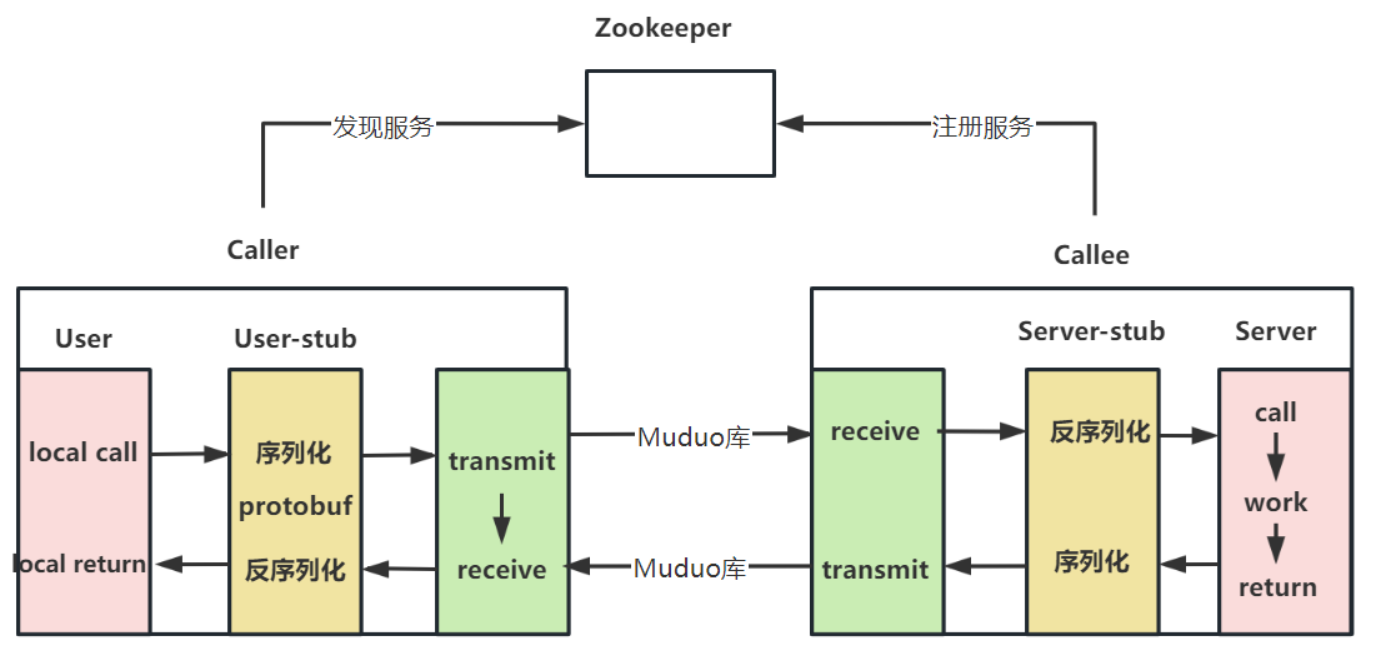 Zookeeper
发现服务
注册服务
Caller
Callee
User
User-stub
Server-stub
Server
local call
序列化
protobuf
transmit
local return
反序列化
receive
Muduo库
Muduo库
receive
反序列化
call
work
transmit
序列化
return